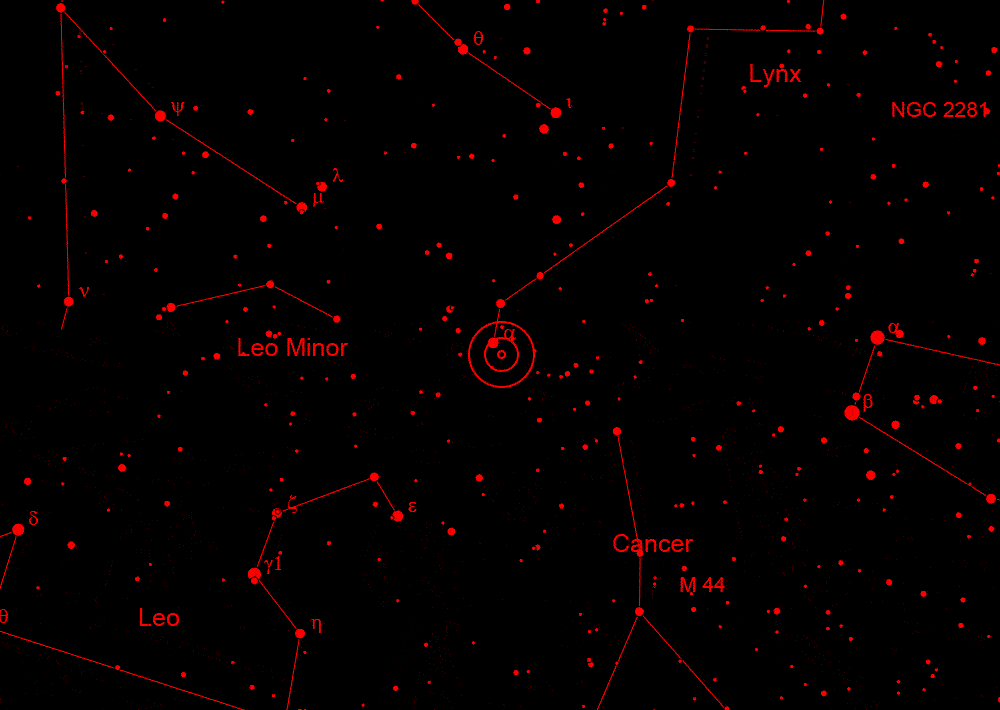 θ
Lynx
ι
ψ
NGC 2281
λ
μ
ν
α
α
Leo Minor
β
ζ
ε
δ
Cancer
γ1
M 44
θ
Leo
η